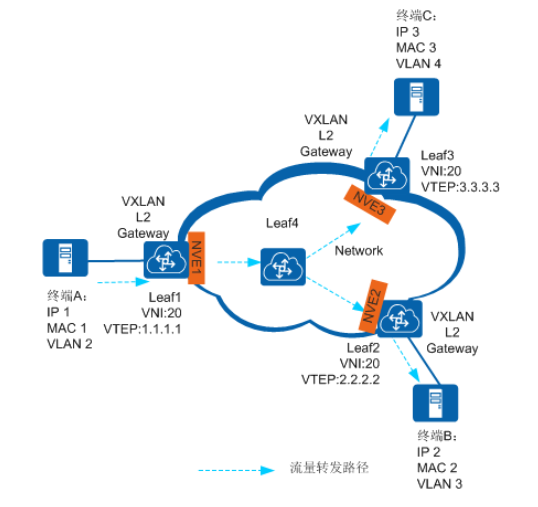 终端C：
IP 3
MAC 3
VLAN 4
VXLAN
L2
Gateway
Leaf3
VNI:20
VTEP:3.3.3.3
NVE3
VXLAN
L2
Gateway
Leaf4
Network
NVE1
终端A：
IP 1
MAC 1
VLAN 2
Leaf1
VNI:20
VTEP:1.1.1.1
NVE2
VXLAN
L2
Gateway
Leaf2
VNI:20
VTEP:2.2.2.2
终端B：
IP 2
MAC 2
VLAN 3
流量转发路径